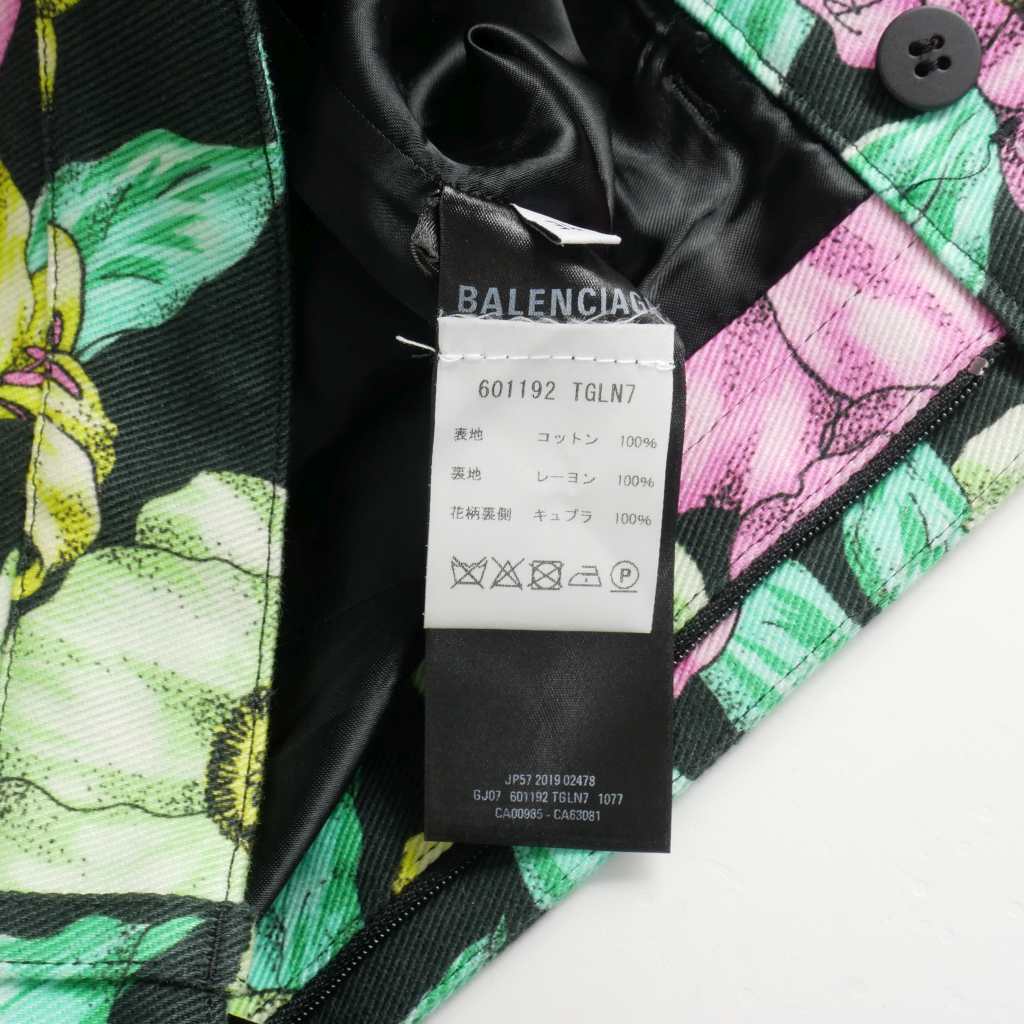 BALENCIAGA
601192 TGLN7
表地 コットン 100%
裏地 レーヨン 100%
花柄裏側 キュプラ 100%
P
JP57 2019 02478
GJ07 601192 TGLN7 1077
CA00985 - CA63081